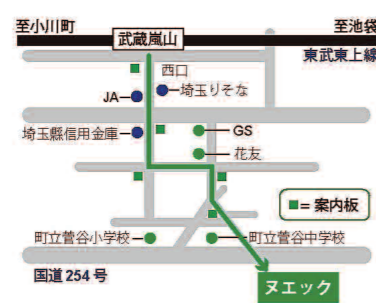 至小川町
至池袋
武蔵嵐山
東武東上線
西口
JA
埼玉りそな
埼玉縣信用金庫
GS
花友
■=案内板
町立菅谷小学校
町立菅谷中学校
国道254号
ヌエック